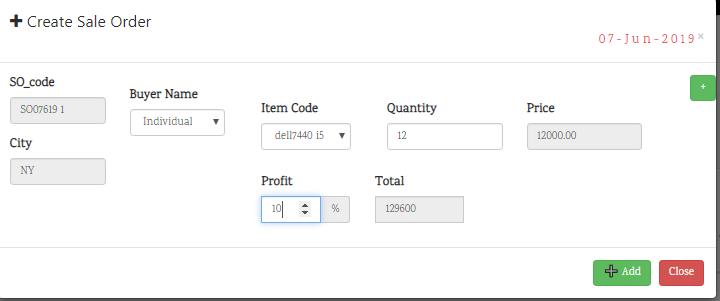 + Create Sale Order
07-Jun-2019×
SO_code
SO07619 1
City
NY
Buyer Name
Individual
Item Code
dell7440 i5
Quantity
12
Price
12000.00
+
Profit
10 %
Total
129600
+ Add
Close